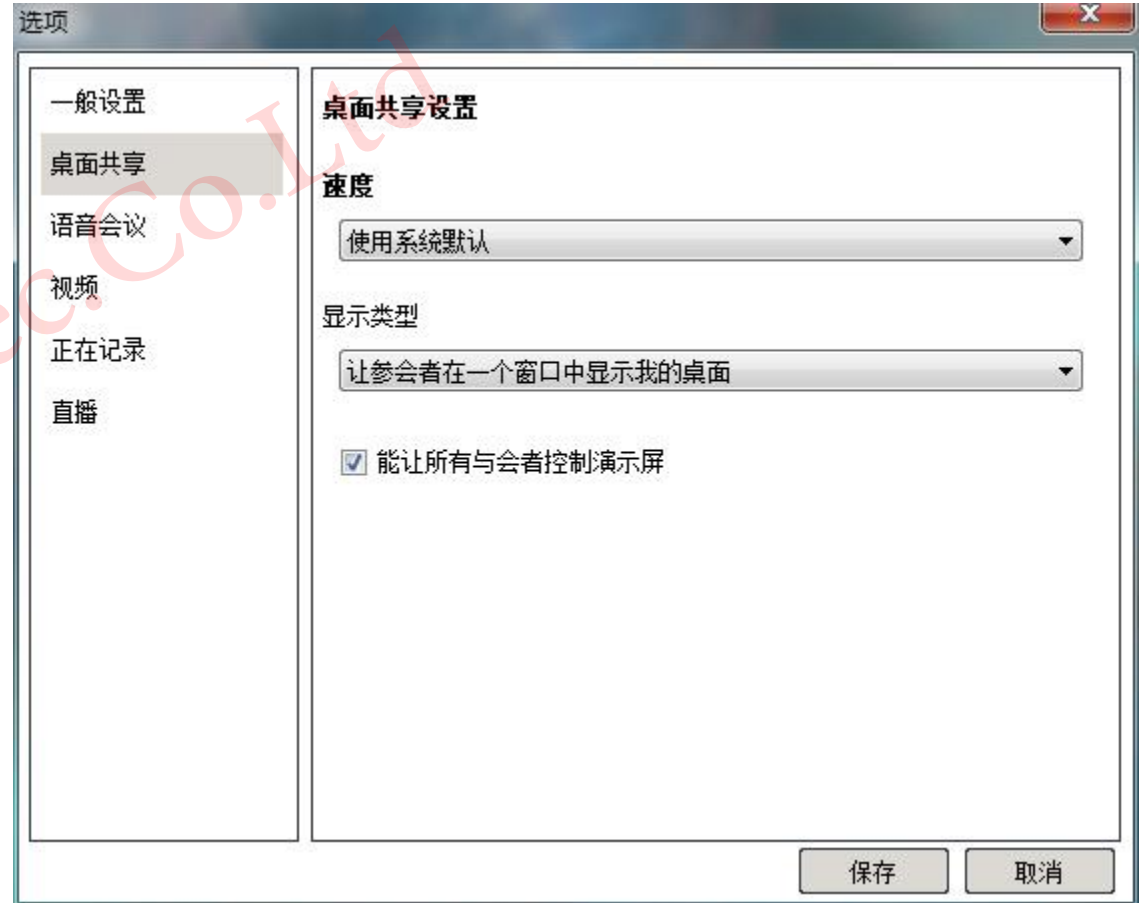 选项
一般设置
桌面共享
语音会议
视频
正在记录
直播
桌面共享设置
速度
使用系统默认
显示类型
让参会者在一个窗口中显示我的桌面
能让所有与会者控制演示屏
保存
取消
c.Co.Ltd